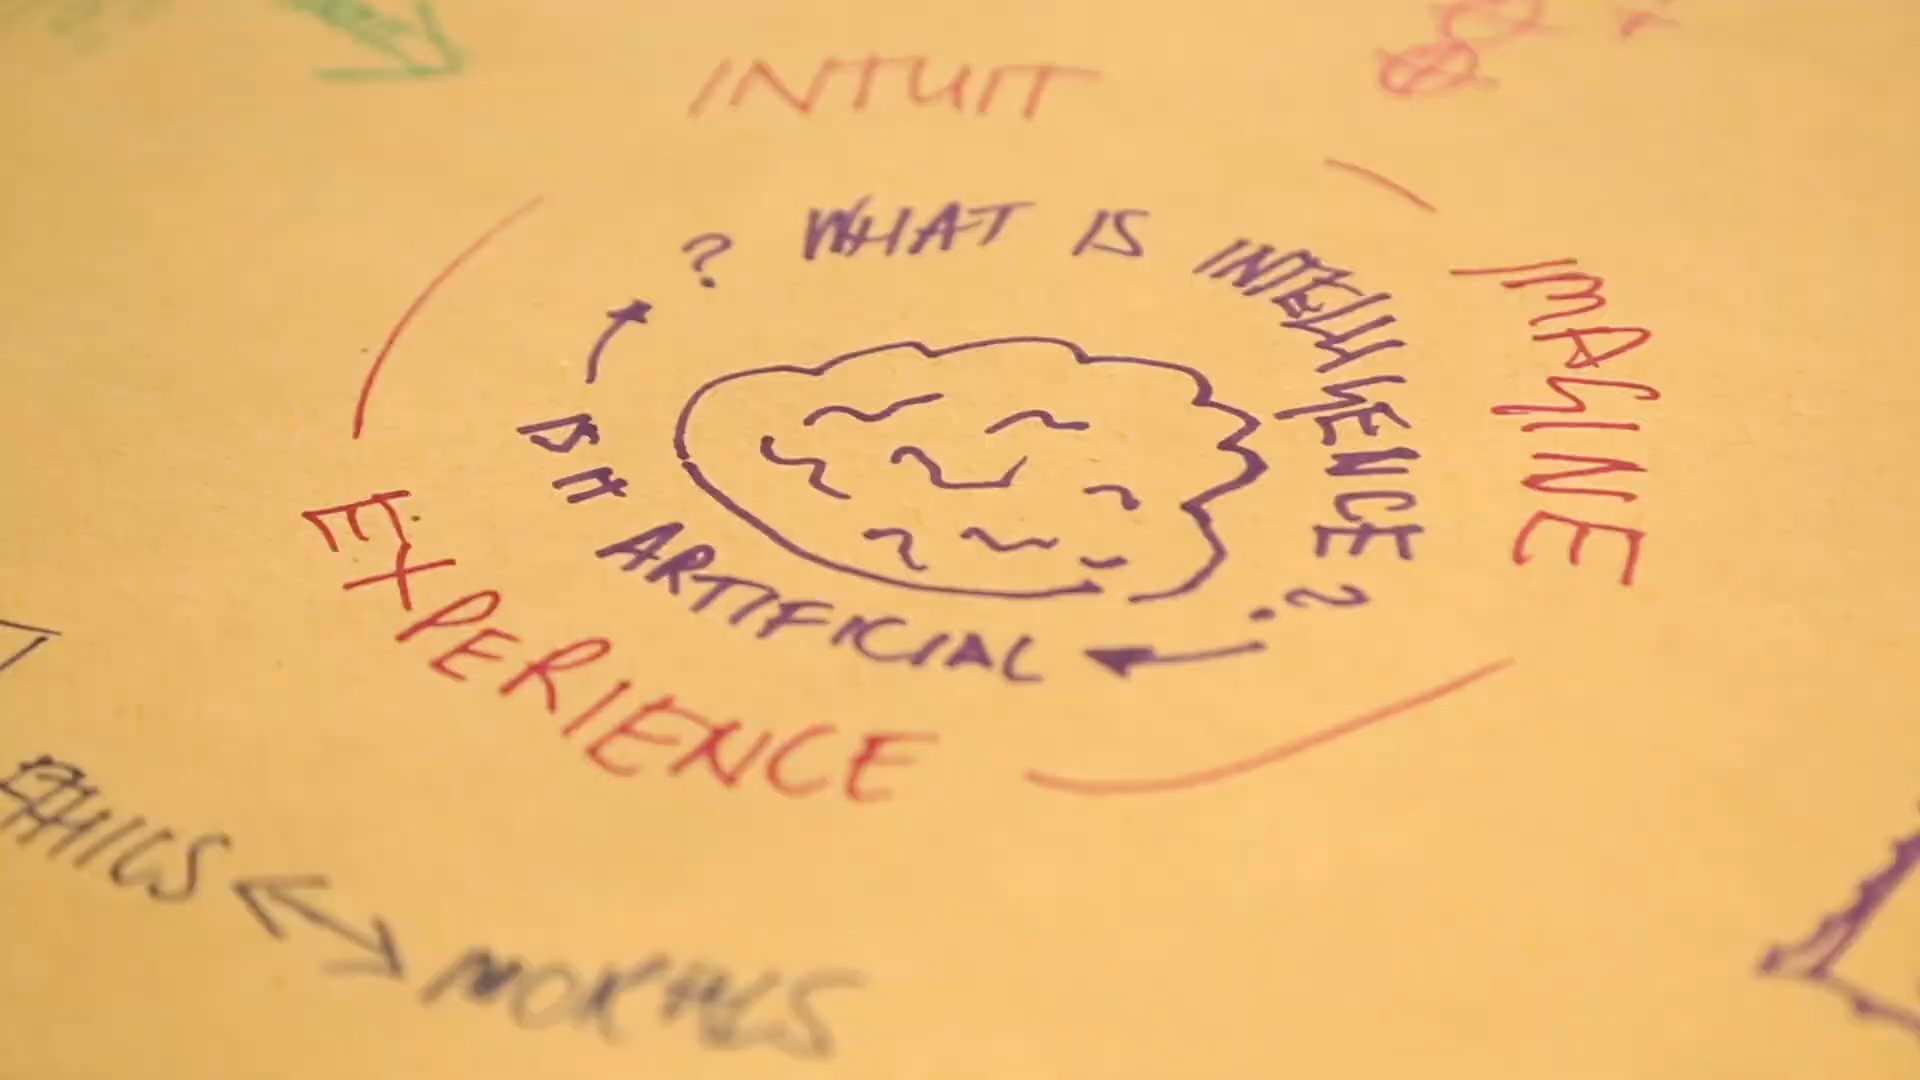 INTUIT
? WHAT IS INTELLIGENCE ?
IMAGINE
IS IT ARTIFICIAL
EXPERIENCE
ETHICS
MORALS